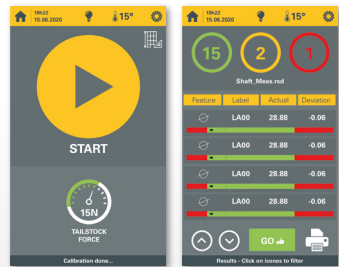 19h22
15.06.2020
15°
START
15N
TAILSTOCK
FORCE
Calibration done...
19h22
15.06.2020
15°
15
2
1
Shaft_Meas.rsd
Feature Label Actual Deviation
LA00 28.88 -0.06
LA00 28.88 -0.06
LA00 28.88 -0.06
LA00 28.88 -0.06
GO
Results - Click on icones to filter